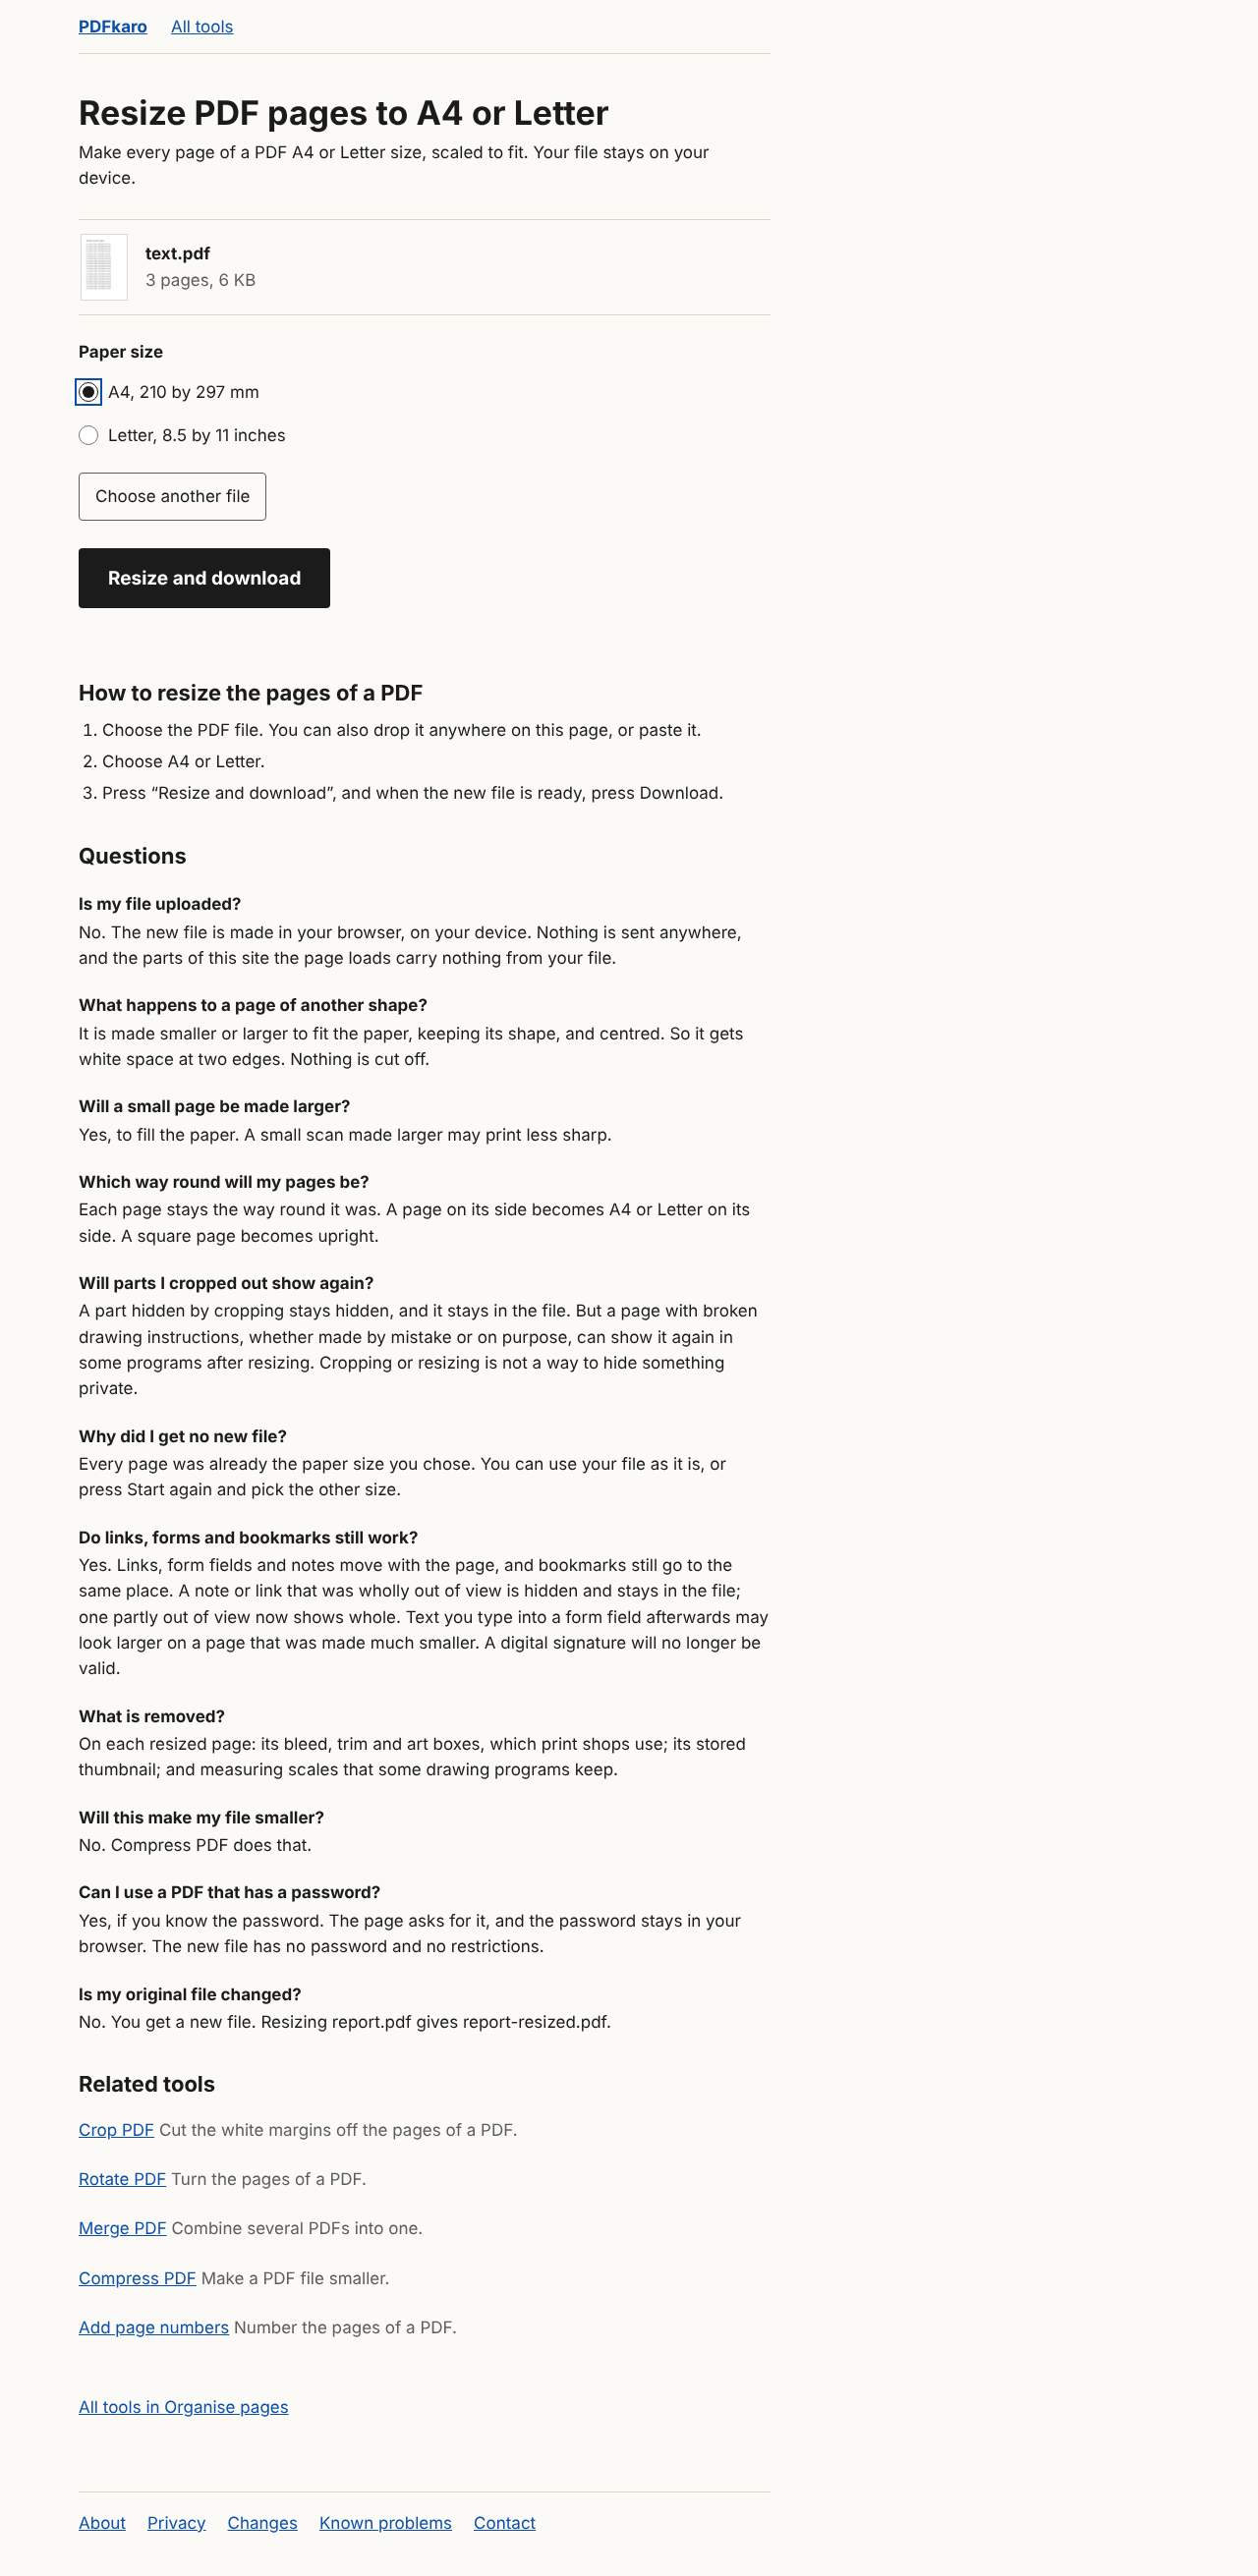 PDFkaro All tools
Resize PDF pages to A4 or Letter
Make every page of a PDF A4 or Letter size, scaled to fit. Your file stays on your
device.
text.pdf
3 pages, 6 KB
Paper size
A4, 210 by 297 mm
Letter, 8.5 by 11 inches
Choose another file
Resize and download
How to resize the pages of a PDF
1. Choose the PDF file. You can also drop it anywhere on this page, or paste it.
2. Choose A4 or Letter.
3. Press “Resize and download”, and when the new file is ready, press Download.
Questions
Is my file uploaded?
No. The new file is made in your browser, on your device. Nothing is sent anywhere,
and the parts of this site the page loads carry nothing from your file.
What happens to a page of another shape?
It is made smaller or larger to fit the paper, keeping its shape, and centred. So it gets
white space at two edges. Nothing is cut off.
Will a small page be made larger?
Yes, to fill the paper. A small scan made larger may print less sharp.
Which way round will my pages be?
Each page stays the way round it was. A page on its side becomes A4 or Letter on its
side. A square page becomes upright.
Will parts I cropped out show again?
A part hidden by cropping stays hidden, and it stays in the file. But a page with broken
drawing instructions, whether made by mistake or on purpose, can show it again in
some programs after resizing. Cropping or resizing is not a way to hide something
private.
Why did I get no new file?
Every page was already the paper size you chose. You can use your file as it is, or
press Start again and pick the other size.
Do links, forms and bookmarks still work?
Yes. Links, form fields and notes move with the page, and bookmarks still go to the
same place. A note or link that was wholly out of view is hidden and stays in the file;
one partly out of view now shows whole. Text you type into a form field afterwards may
look larger on a page that was made much smaller. A digital signature will no longer be
valid.
What is removed?
On each resized page: its bleed, trim and art boxes, which print shops use; its stored
thumbnail; and measuring scales that some drawing programs keep.
Will this make my file smaller?
No. Compress PDF does that.
Can I use a PDF that has a password?
Yes, if you know the password. The page asks for it, and the password stays in your
browser. The new file has no password and no restrictions.
Is my original file changed?
No. You get a new file. Resizing report.pdf gives report-resized.pdf.
Related tools
Crop PDF Cut the white margins off the pages of a PDF.
Rotate PDF Turn the pages of a PDF.
Merge PDF Combine several PDFs into one.
Compress PDF Make a PDF file smaller.
Add page numbers Number the pages of a PDF.
All tools in Organise pages
About Privacy Changes Known problems Contact